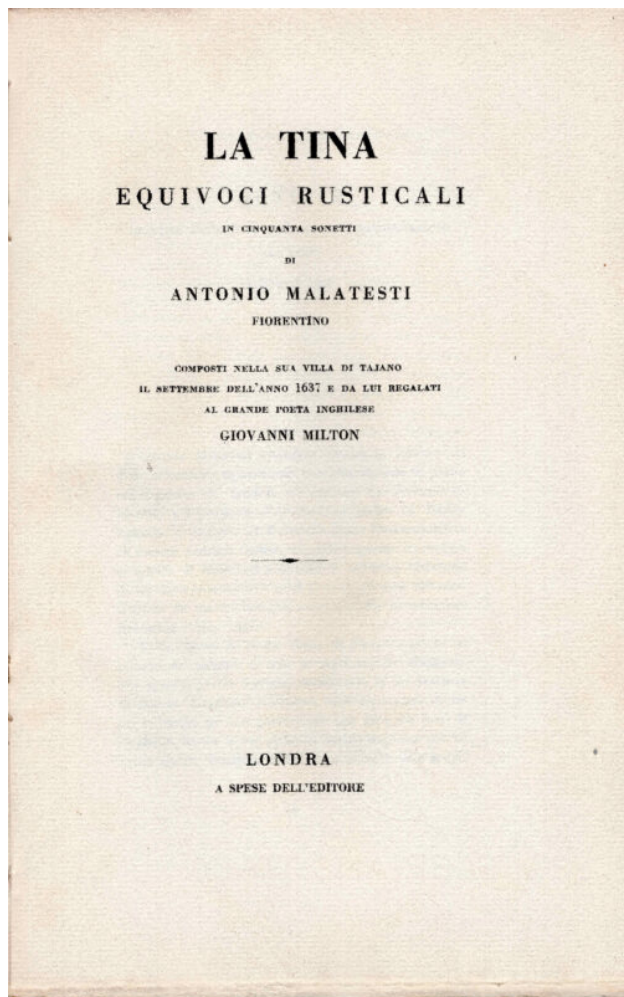 LA TINA
EQUIVOCI RUSTICALI
IN CINQUANTA SONETTI
DI
ANTONIO MALATESTI
FIORENTINO
COMPOSTI NELLA SUA VILLA DI TAJANO
IL SETTEMBRE DELL'ANNO 1637 E DA LUI REGALATI
AL GRANDE POETA INGHILESE
GIOVANNI MILTON
LONDRA
A SPESE DELL'EDITORE